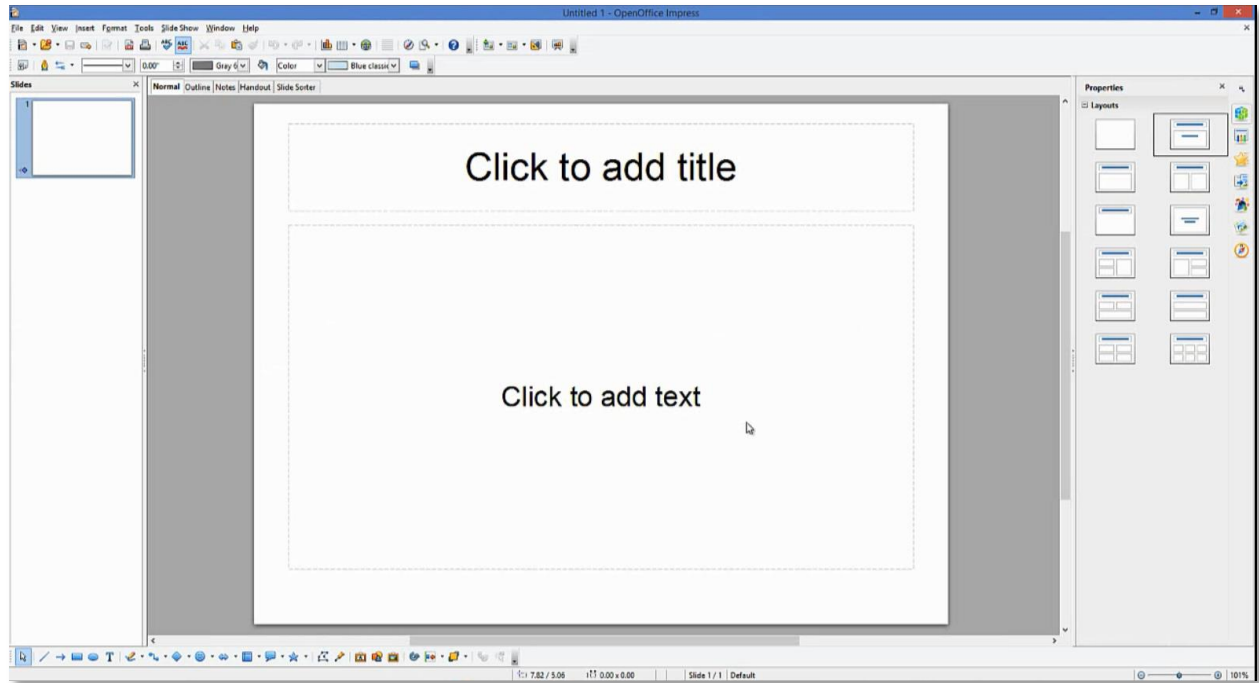 Untitled 1 - OpenOffice Impress
File Edit View Insert Format Tools Slide Show Window Help
0.00" Gray 6 Color Blue classic
Slides
Normal Outline Notes Handout Slide Sorter
Properties
Layouts
1
Click to add title
Click to add text
7.82 / 5.06 0.00 x 0.00 Slide 1 / 1 Default 101%